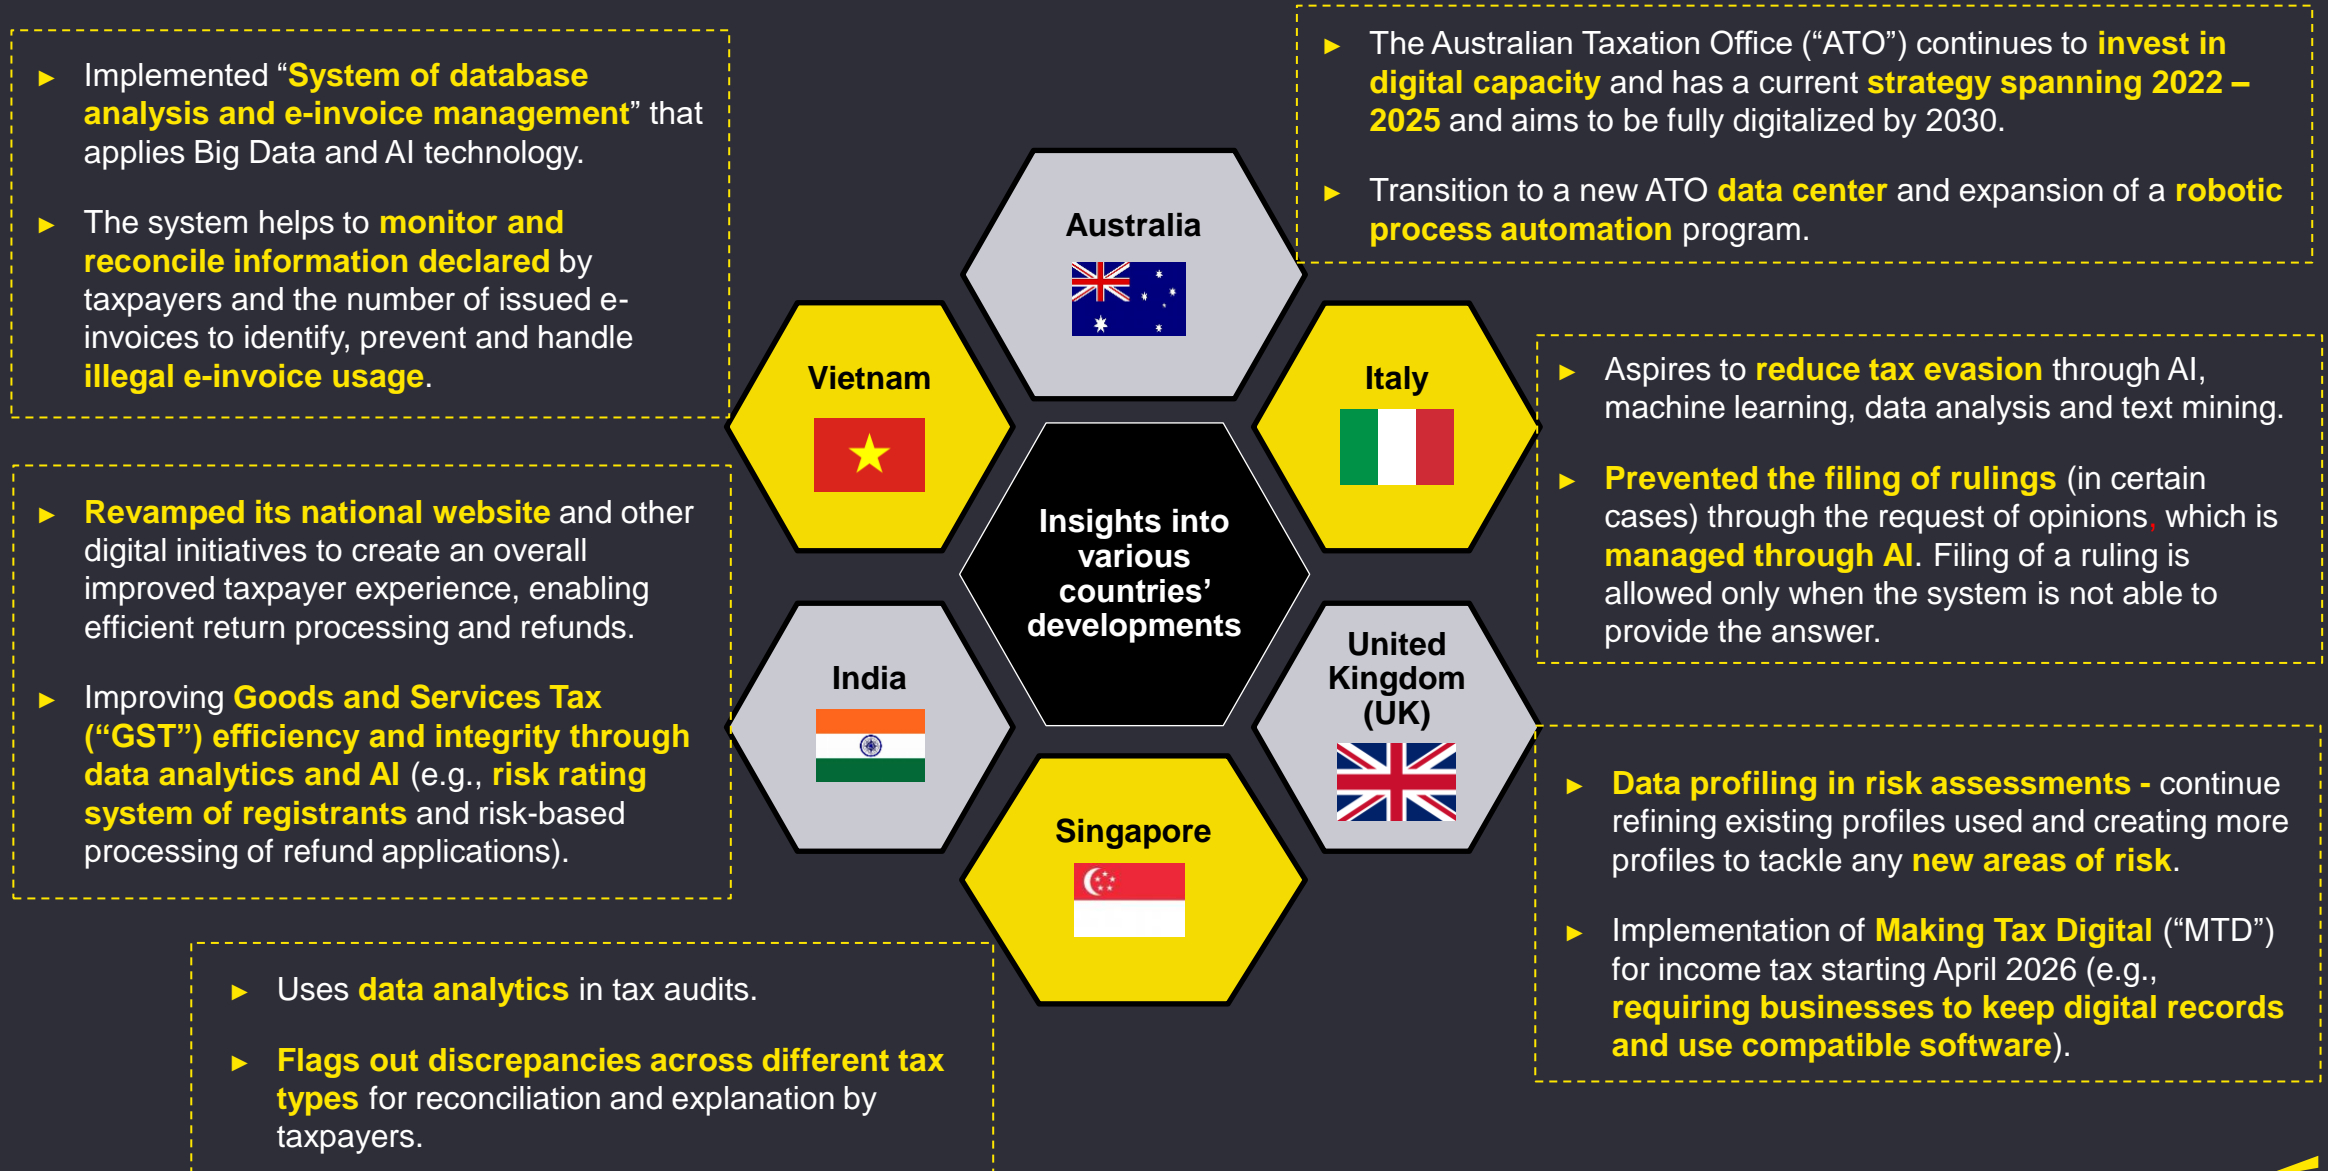 ► Implemented “System of database
analysis and e-invoice management” that
applies Big Data and AI technology.
► The system helps to monitor and
reconcile information declared by
taxpayers and the number of issued e-
invoices to identify, prevent and handle
illegal e-invoice usage.
► The Australian Taxation Office (“ATO”) continues to invest in
digital capacity and has a current strategy spanning 2022 –
2025 and aims to be fully digitalized by 2030.
► Transition to a new ATO data center and expansion of a robotic
process automation program.
Australia
Vietnam
Italy
► Aspires to reduce tax evasion through AI,
machine learning, data analysis and text mining.
► Prevented the filing of rulings (in certain
cases) through the request of opinions, which is
managed through AI. Filing of a ruling is
allowed only when the system is not able to
provide the answer.
► Revamped its national website and other
digital initiatives to create an overall
improved taxpayer experience, enabling
efficient return processing and refunds.
► Improving Goods and Services Tax
(“GST”) efficiency and integrity through
data analytics and AI (e.g., risk rating
system of registrants and risk-based
processing of refund applications).
Insights into
various
countries’
developments
India
United
Kingdom
(UK)
Singapore
► Data profiling in risk assessments - continue
refining existing profiles used and creating more
profiles to tackle any new areas of risk.
► Implementation of Making Tax Digital (“MTD”)
for income tax starting April 2026 (e.g.,
requiring businesses to keep digital records
and use compatible software).
► Uses data analytics in tax audits.
► Flags out discrepancies across different tax
types for reconciliation and explanation by
taxpayers.